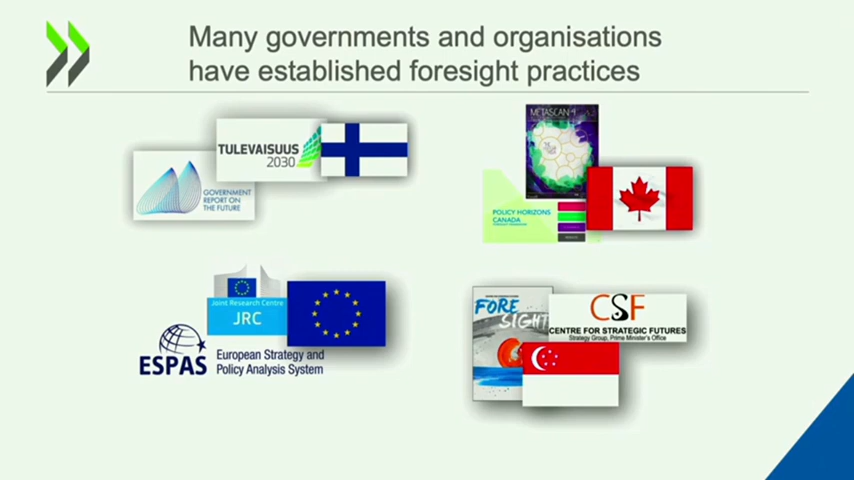 Many governments and organisations
have established foresight practices
TULEVAISUUS
2030
GOVERNMENT
REPORT ON
THE FUTURE
METASCAN
POLICY HORIZONS
CANADA
Joint Research Centre
JRC
ESPAS
European Strategy and
Policy Analysis System
FORE
SIGHT
CSF
CENTRE FOR STRATEGIC FUTURES
Strategy Group, Prime Minister's Office